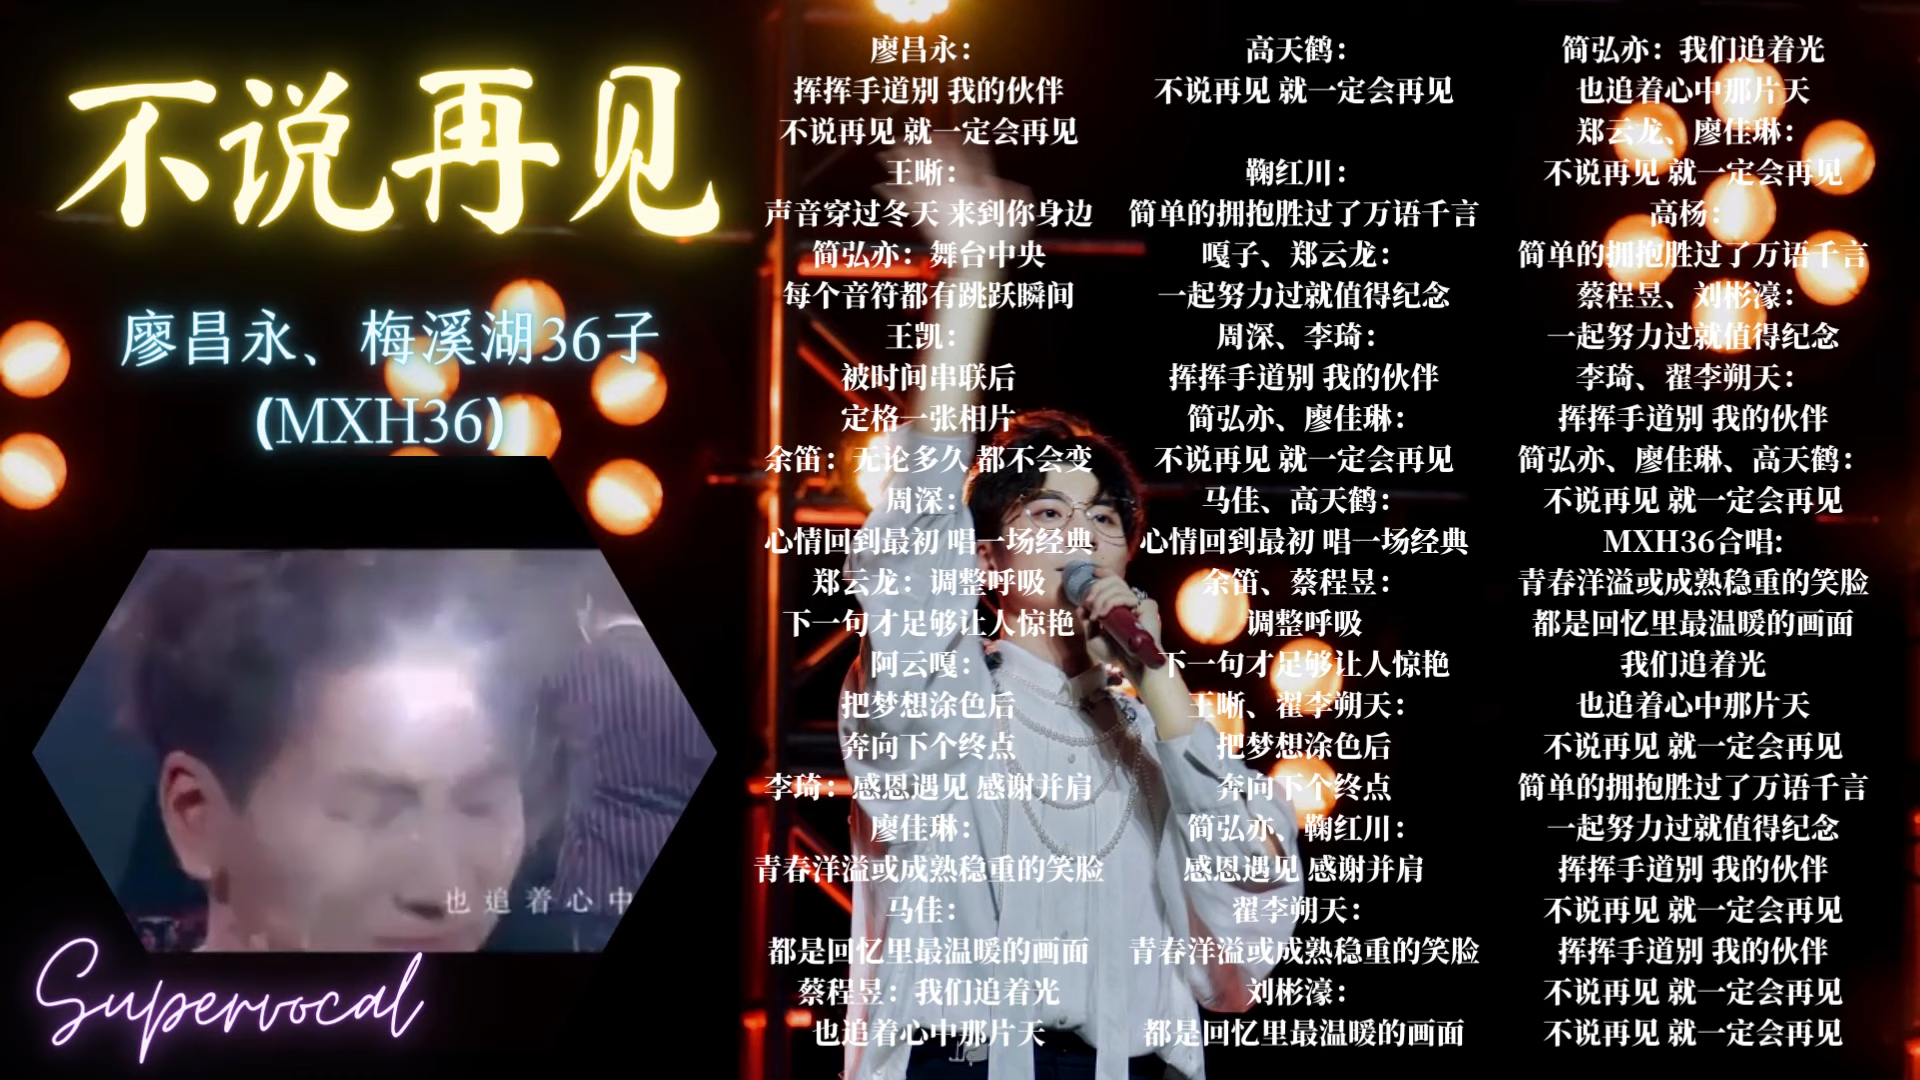 不说再见
廖昌永、梅溪湖36子
(MXH36)
也追着心中
Supervocal
廖昌永：
挥挥手道别 我的伙伴
不说再见 就一定会再见
王晰：
声音穿过冬天 来到你身边
简弘亦：舞台中央
每个音符都有跳跃瞬间
王凯：
被时间串联后
定格一张相片
余笛：无论多久 都不会变
周深：
心情回到最初 唱一场经典
郑云龙：调整呼吸
下一句才足够让人惊艳
阿云嘎：
把梦想涂色后
奔向下个终点
李琦：感恩遇见 感谢并肩
廖佳琳：
青春洋溢或成熟稳重的笑脸
马佳：
都是回忆里最温暖的画面
蔡程昱：我们追着光
也追着心中那片天
高天鹤：
不说再见 就一定会再见
鞠红川：
简单的拥抱胜过了万语千言
嘎子、郑云龙：
一起努力过就值得纪念
周深、李琦：
挥挥手道别 我的伙伴
简弘亦、廖佳琳：
不说再见 就一定会再见
马佳、高天鹤：
心情回到最初 唱一场经典
余笛、蔡程昱：
调整呼吸
下一句才足够让人惊艳
王晰、翟李朔天：
把梦想涂色后
奔向下个终点
简弘亦、鞠红川：
感恩遇见 感谢并肩
翟李朔天：
青春洋溢或成熟稳重的笑脸
刘彬濠：
都是回忆里最温暖的画面
简弘亦：我们追着光
也追着心中那片天
郑云龙、廖佳琳：
不说再见 就一定会再见
高杨：
简单的拥抱胜过了万语千言
蔡程昱、刘彬濠：
一起努力过就值得纪念
李琦、翟李朔天：
挥挥手道别 我的伙伴
简弘亦、廖佳琳、高天鹤：
不说再见 就一定会再见
MXH36合唱：
青春洋溢或成熟稳重的笑脸
都是回忆里最温暖的画面
我们追着光
也追着心中那片天
不说再见 就一定会再见
简单的拥抱胜过了万语千言
一起努力过就值得纪念
挥挥手道别 我的伙伴
不说再见 就一定会再见
挥挥手道别 我的伙伴
不说再见 就一定会再见
不说再见 就一定会再见